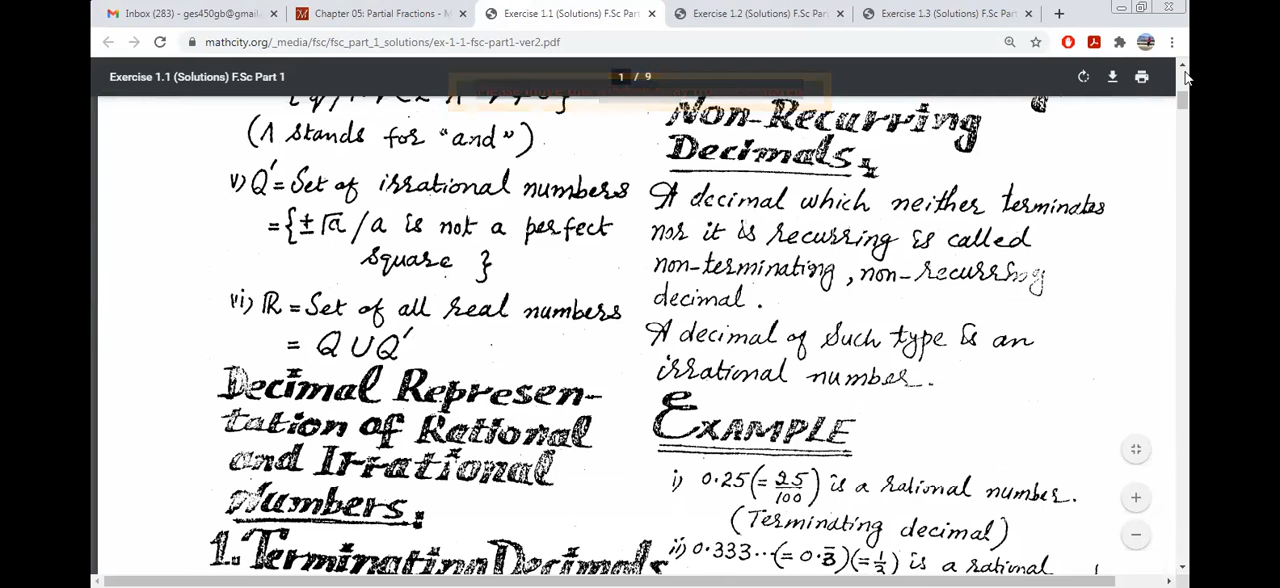 Inbox (283) - ges450gb@gmail.
Chapter 05: Partial Fractions - M
Exercise 1.1 (Solutions) F.Sc Par
Exercise 1.2 (Solutions) F.Sc Pa
Exercise 1.3 (Solutions) F.Sc Pa
mathcity.org/_media/fsc/fsc_part_1_solutions/ex-1-1-fsc-part1-ver2.pdf
Exercise 1.1 (Solutions) F.Sc Part 1
1 / 9
(∧ stands for "and")
v) Q' = Set of irrational numbers
= {±√a / a is not a perfect
square }
vi) ℝ = Set of all real numbers
= Q ∪ Q'
Decimal Represen-
tation of Rational
and Irrational
Numbers:
1. Terminating Decimals
Non-Recurring
Decimals:
A decimal which neither terminates
nor it is recurring is called
non-terminating, non-recurring
decimal.
A decimal of such type is an
irrational number.
EXAMPLE
i) 0.25 (= 25/100) is a rational number.
(Terminating decimal)
ii) 0.333... (= 0.3̅) (= 1/3) is a rational